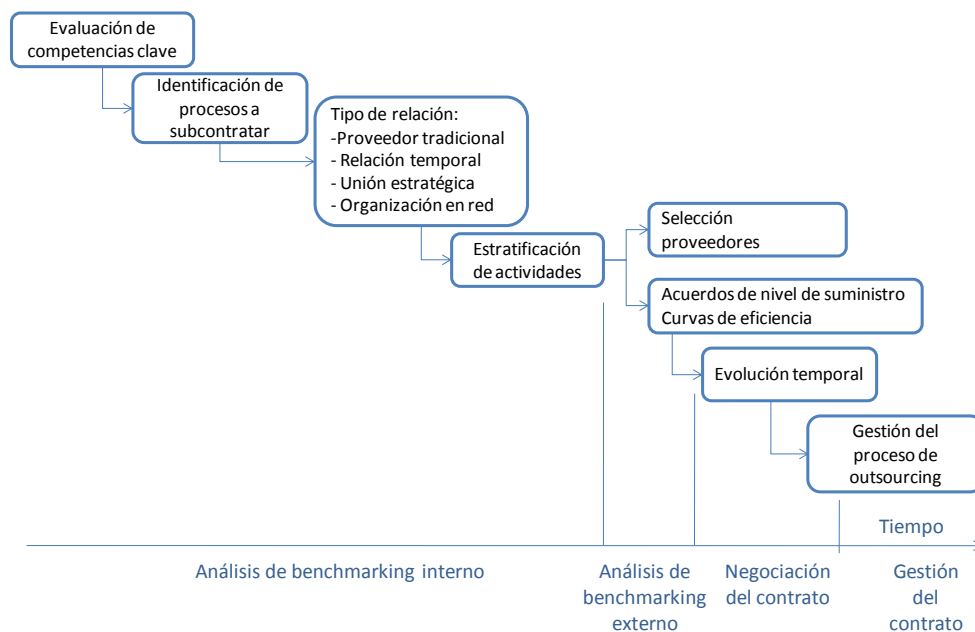 Evaluación de
competencias clave
Identificación de
procesos a
subcontratar
Tipo de relación:
-Proveedor tradicional
- Relación temporal
- Unión estratégica
- Organización en red
Estratificación
de actividades
Selección
proveedores
Acuerdos de nivel de suministro
Curvas de eficiencia
Evolución temporal
Gestión del
proceso de
outsourcing
Tiempo
Análisis de benchmarking interno
Análisis de
benchmarking
externo
Negociación
del contrato
Gestión
del
contrato